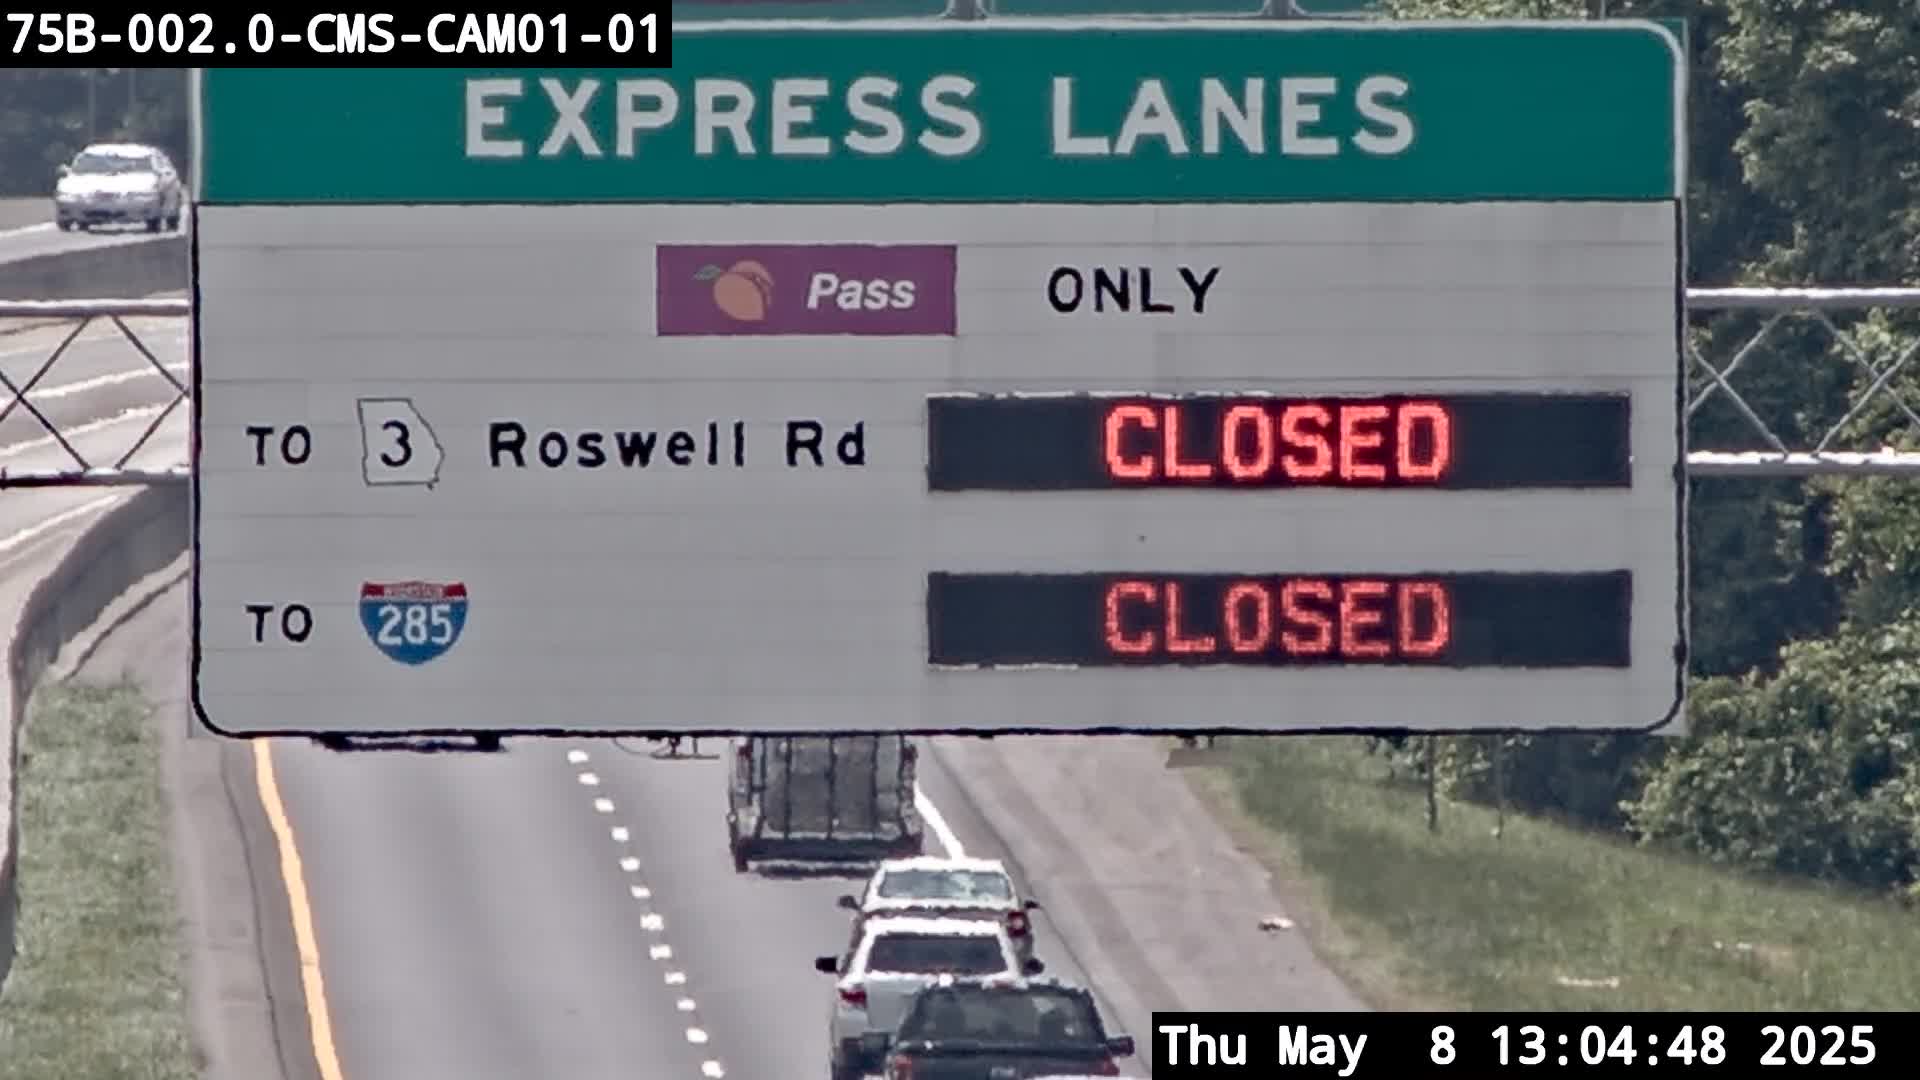 75B-002.0-CMS-CAM01-01
EXPRESS LANES
Pass ONLY
TO 3 Roswell Rd CLOSED
TO 285 CLOSED
Thu May 8 13:04:48 2025